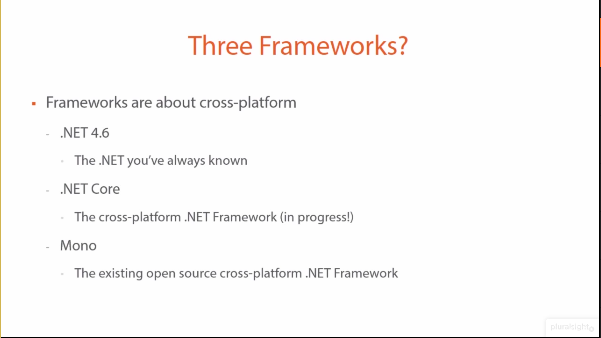 Three Frameworks?
Frameworks are about cross-platform
.NET 4.6
The .NET you've always known
.NET Core
The cross-platform .NET Framework (in progress!)
Mono
The existing open source cross-platform .NET Framework
pluralsight